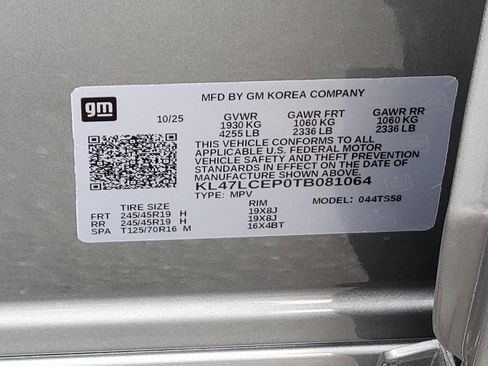 gm
MFD BY GM KOREA COMPANY
10/25 GVWR GAWR FRT GAWR RR
1930 KG 1060 KG 1060 KG
4255 LB 2336 LB 2336 LB
THIS VEHICLE CONFORMS TO ALL
APPLICABLE U.S. FEDERAL MOTOR
VEHICLE SAFETY AND THEFT PREVENTION
STANDARDS IN EFFECT ON THE DATE OF
MANUFACTURE SHOWN ABOVE.
KL47LCEP0TB081064
TYPE: MPV MODEL: 044TS58
TIRE SIZE RIM
FRT 245/45R19 H 19X8J
RR 245/45R19 H 19X8J
SPA T125/70R16 M 16X4BT